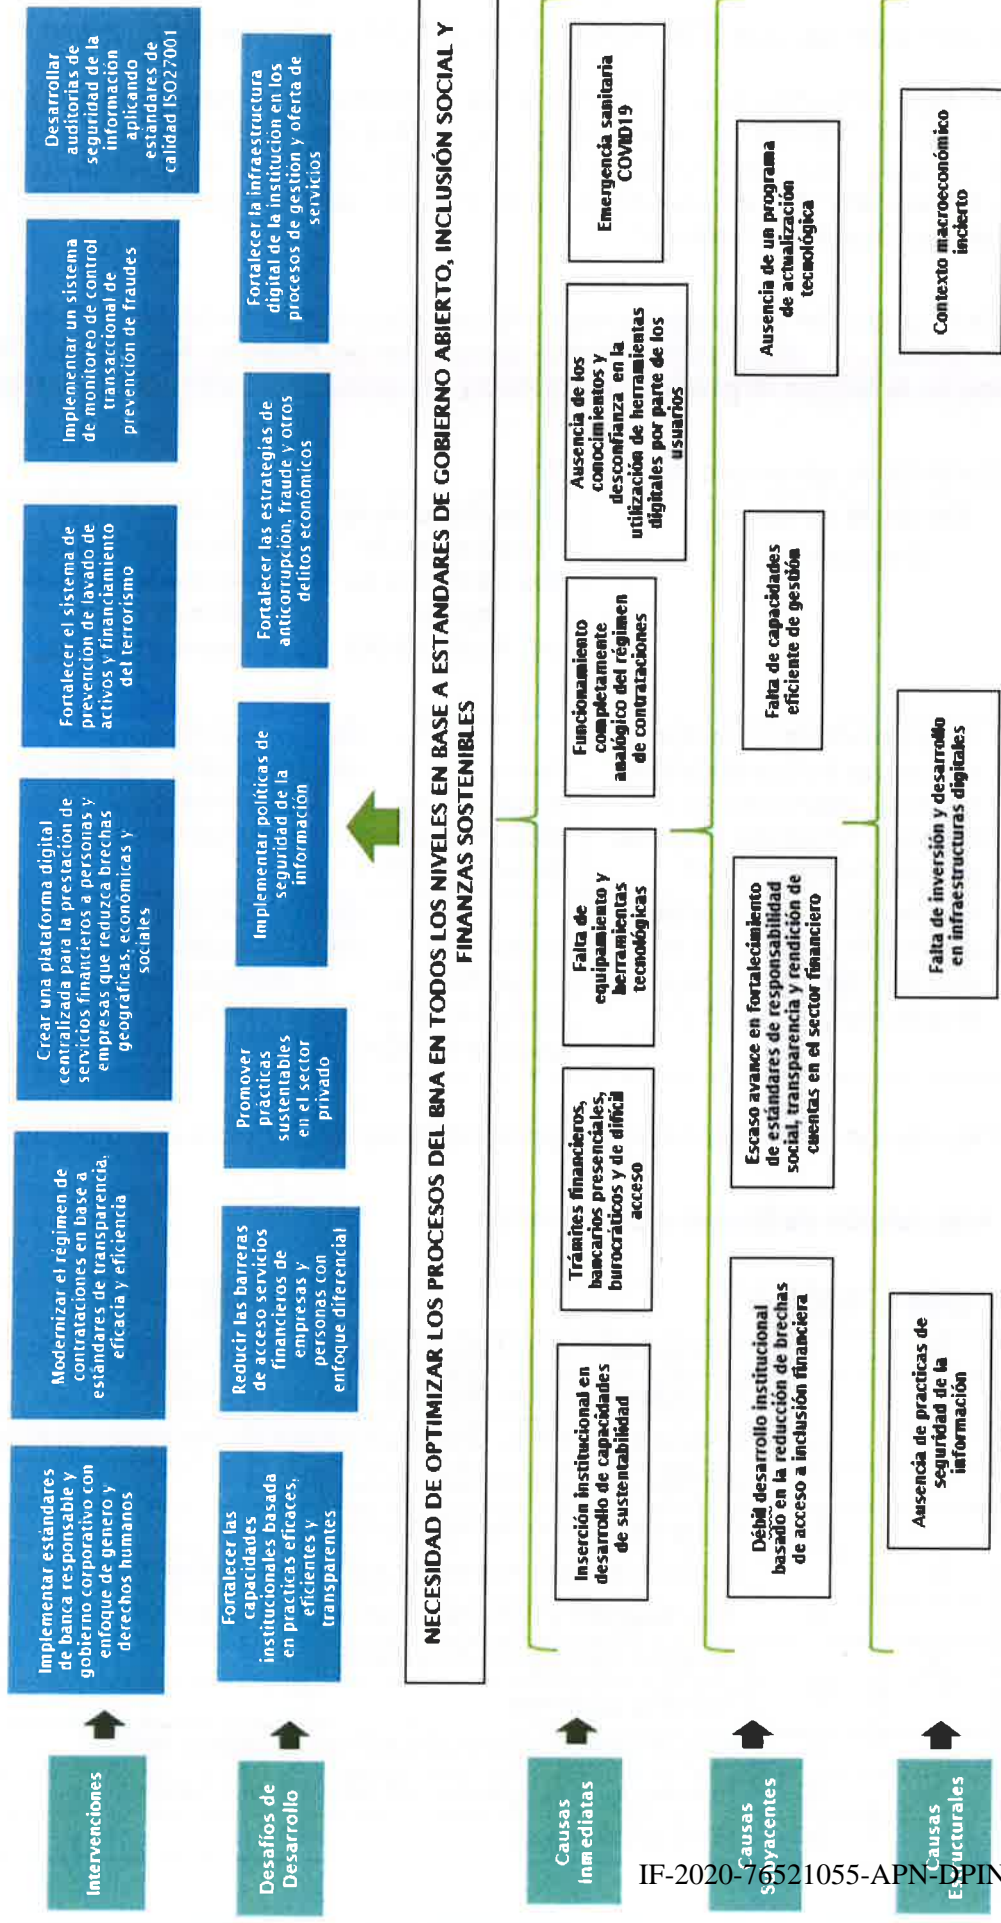 Intervenciones
Implementar estándares
de banca responsable y
gobierno corporativo con
enfoque de genero y
derechos humanos
Modernizar el régimen de
contrataciones en base a
estándares de transparencia,
eficacia y eficiencia
Crear una plataforma digital
centralizada para la prestación de
servicios financieros a personas y
empresas que reduzca brechas
geográficas, económicas y
sociales
Fortalecer el sistema de
prevención de lavado de
activos y financiamiento
del terrorismo
Implementar un sistema
de monitoreo de control
transaccional de
prevención de fraudes
Desarrollar
auditorias de
seguridad de la
información
aplicando
estándares de
calidad ISO27001
Desafíos de
Desarrollo
Fortalecer las
capacidades
institucionales basada
en practicas eficaces,
eficientes y
transparentes
Reducir las barreras
de acceso servicios
financieros de
empresas y
personas con
enfoque diferencial
Promover
prácticas
sustentables
en el sector
privado
Implementar políticas de
seguridad de la
información
Fortalecer las estrategias de
anticorrupción, fraude y otros
delitos económicos
Fortalecer la infraestructura
digital de la institución en los
procesos de gestión y oferta de
servicios
NECESIDAD DE OPTIMIZAR LOS PROCESOS DEL BNA EN TODOS LOS NIVELES EN BASE A ESTANDARES DE GOBIERNO ABIERTO, INCLUSIÓN SOCIAL Y
FINANZAS SOSTENIBLES
Causas
Inmediatas
Inserción institucional en
desarrollo de capacidades
de sustentabilidad
Trámites financieros,
bancarios presenciales,
burocráticos y de difícil
acceso
Falta de
equipamiento y
herramientas
tecnológicas
Funcionamiento
completamente
analógico del régimen
de contrataciones
Ausencia de los
conocimientos y
desconfianza en la
utilización de herramientas
digitales por parte de los
usuarios
Emergencia sanitaria
COVID19
Causas
Subyacentes
Débil desarrollo institucional
basado en la reducción de brechas
de acceso a inclusión financiera
Escaso avance en fortalecimiento
de estándares de responsabilidad
social, transparencia y rendición de
cuentas en el sector financiero
Falta de capacidades
eficiente de gestión
Ausencia de un programa
de actualización
tecnológica
Causas
Estructurales
Ausencia de practicas de
seguridad de la
información
Falta de inversión y desarrollo
en infraestructuras digitales
Contexto macroeconómico
incierto
IF-2020-76521055-APN-DPIN